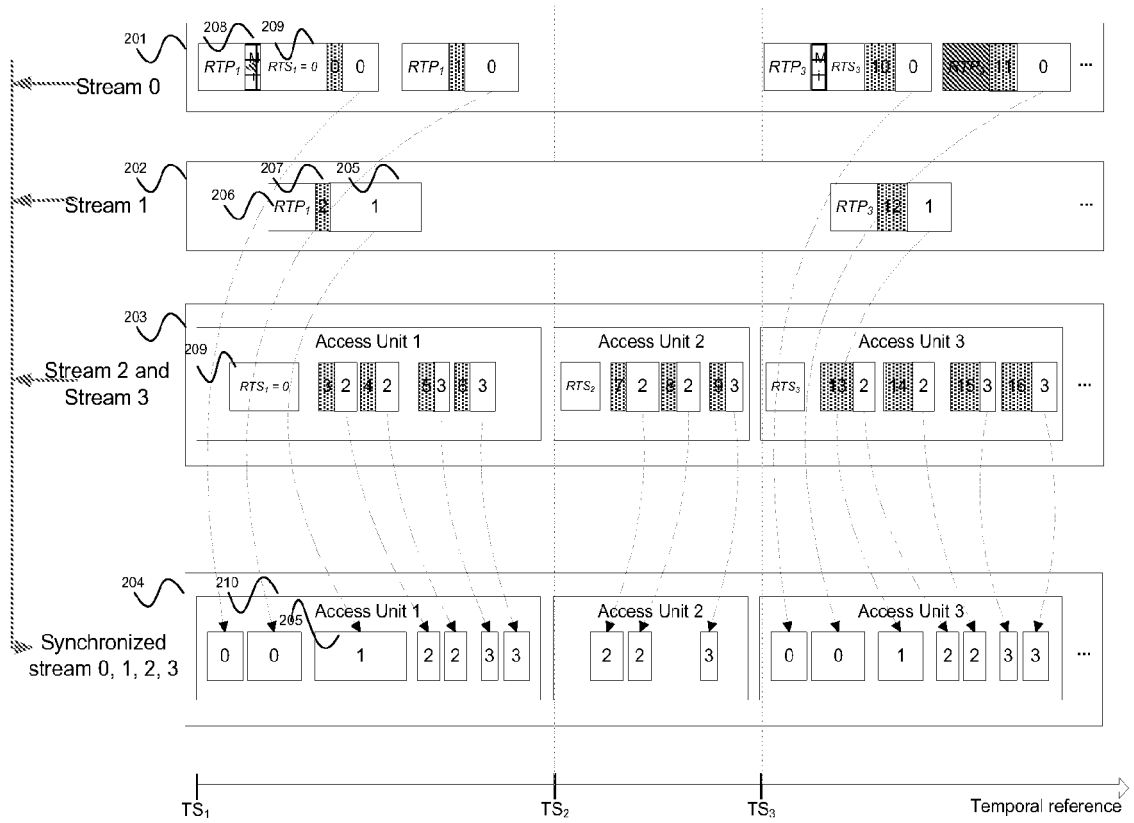 201 208 209
RTP1 RTS1 = 0 0 0 RTP1 1 0 RTP3 M RTS3 10 0 11 0 ...
Stream 0
202 207 205
206 RTP1 2 1 RTP3 12 1 ...
Stream 1
203
Access Unit 1 Access Unit 2 Access Unit 3
209
RTS1 = 0 3 2 4 2 5 3 6 3 RTS2 7 2 8 2 9 3 RTS3 13 2 14 2 15 3 16 3 ...
Stream 2 and
Stream 3
204 210
Access Unit 1 Access Unit 2 Access Unit 3
205
0 0 1 2 2 3 3 2 2 3 0 0 1 2 2 3 3 ...
Synchronized
stream 0, 1, 2, 3
TS1 TS2 TS3 Temporal reference